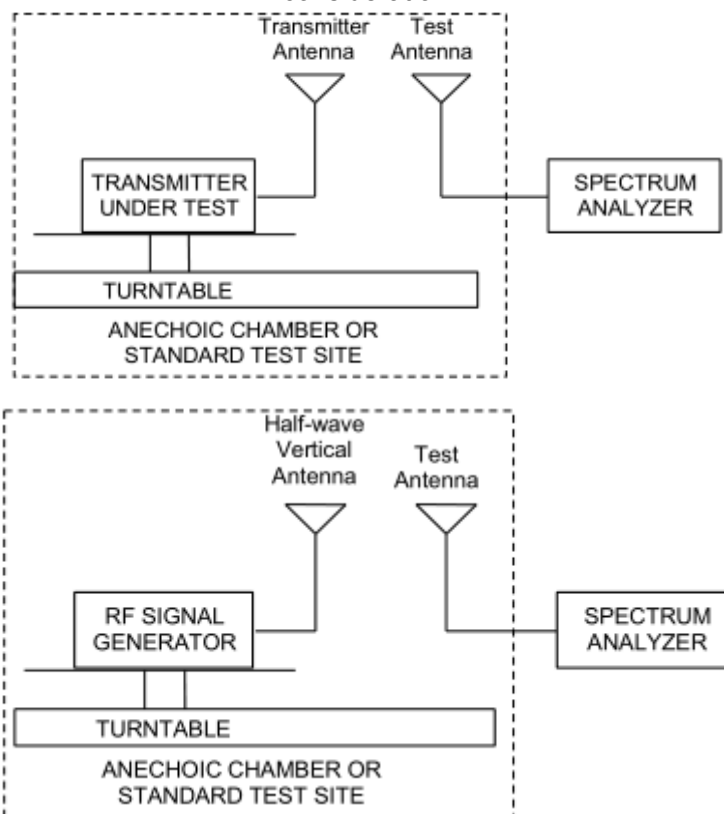 Transmitter
Antenna
Test
Antenna
TRANSMITTER
UNDER TEST
SPECTRUM
ANALYZER
TURNTABLE
ANECHOIC CHAMBER OR
STANDARD TEST SITE
Half-wave
Vertical
Antenna
Test
Antenna
RF SIGNAL
GENERATOR
SPECTRUM
ANALYZER
TURNTABLE
ANECHOIC CHAMBER OR
STANDARD TEST SITE